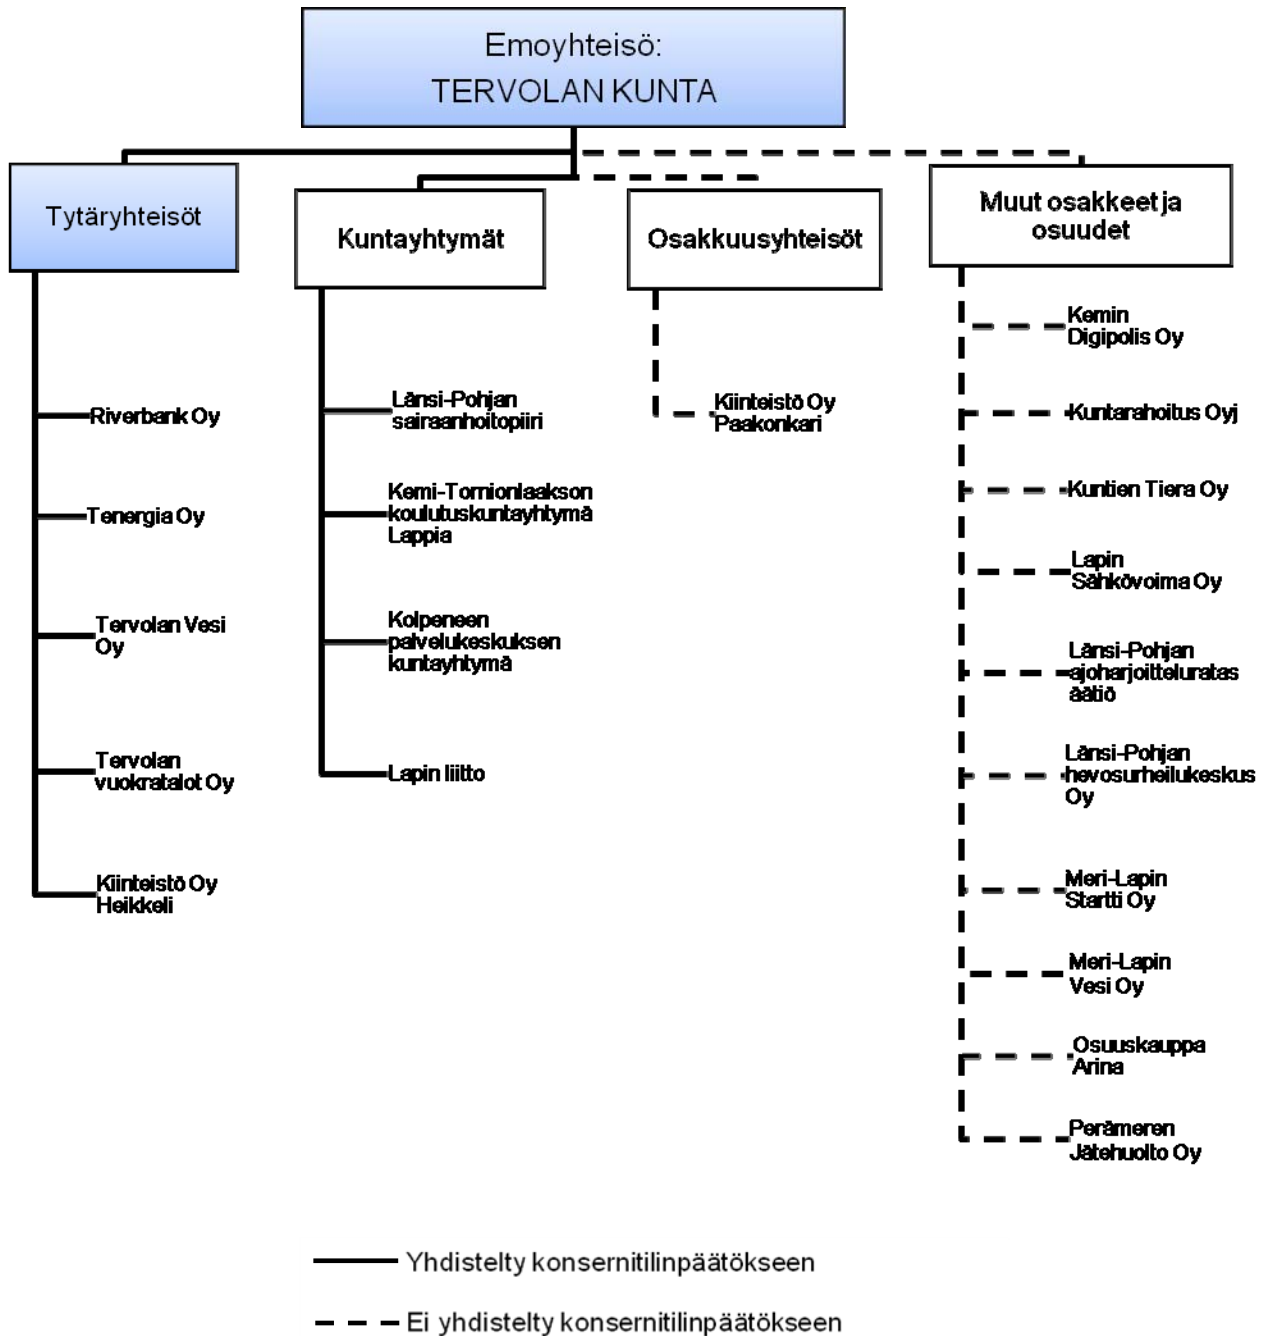 Emoyhteisö:
TERVOLAN KUNTA
Tytäryhteisöt
Riverbank Oy
Tenergia Oy
Tervolan Vesi
Oy
Tervolan
vuokratalot Oy
Kiinteistö Oy
Heikkeli
Kuntayhtymät
Länsi-Pohjan
sairaanhoitopiiri
Kemi-Tornionlaakson
koulutuskuntayhtymä
Lappia
Kolpeneen
palvelukeskuksen
kuntayhtymä
Lapin liitto
Osakkuusyhteisöt
Kiinteistö Oy
Paakonkari
Muut osakkeet ja
osuudet
Kemin
Digipolis Oy
Kuntarahoitus Oyj
Kuntien Tiera Oy
Lapin
Sähkövoima Oy
Länsi-Pohjan
ajoharjoitteluratas
äätiö
Länsi-Pohjan
hevosurheilukeskus
Oy
Meri-Lapin
Startti Oy
Meri-Lapin
Vesi Oy
Osuuskauppa
Arina
Perämeren
Jätehuolto Oy
Yhdistelty konsernitilinpäätökseen
Ei yhdistelty konsernitilinpäätökseen